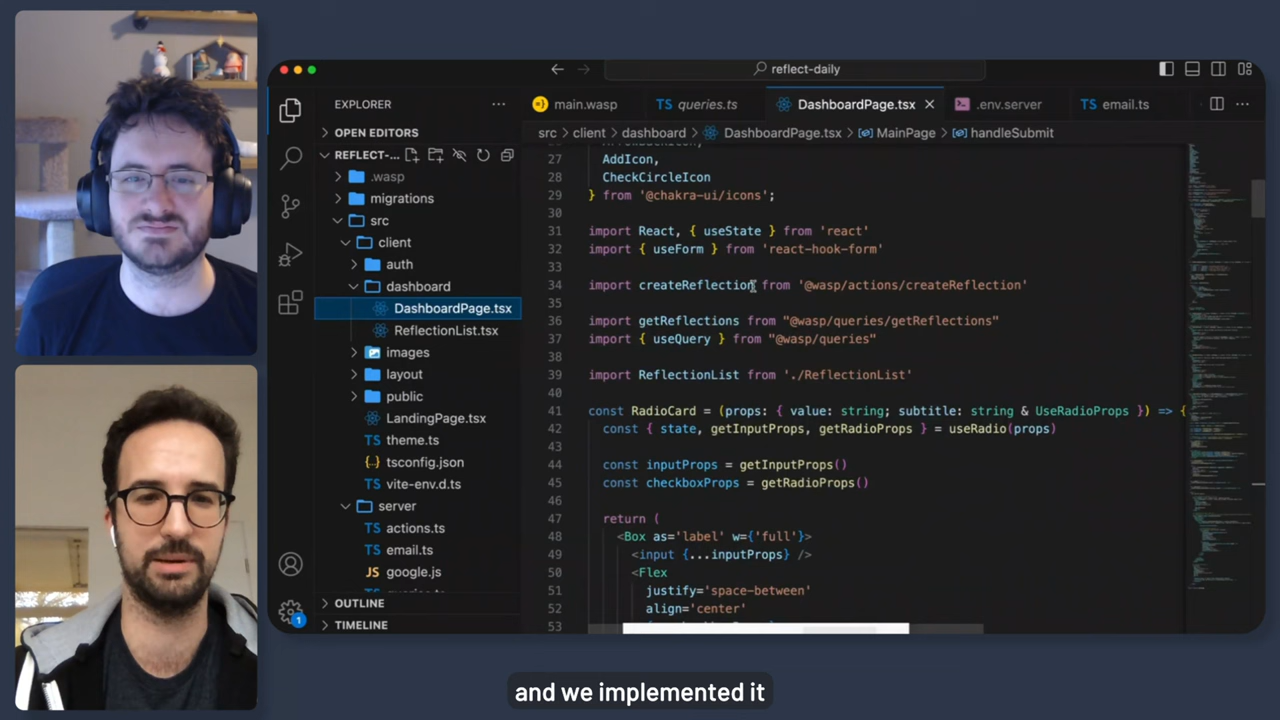 reflect-daily
EXPLORER
main.wasp
queries.ts
DashboardPage.tsx
.env.server
email.ts
OPEN EDITORS
src > client > dashboard > DashboardPage.tsx > MainPage > handleSubmit
REFLECT-...
.wasp
migrations
src
client
auth
dashboard
DashboardPage.tsx
ReflectionList.tsx
images
layout
public
LandingPage.tsx
theme.ts
tsconfig.json
vite-env.d.ts
server
actions.ts
email.ts
google.js
OUTLINE
TIMELINE
1
27 AddIcon,
28 CheckCircleIcon
29 } from '@chakra-ui/icons';
30
31 import React, { useState } from 'react'
32 import { useForm } from 'react-hook-form'
33
34 import createReflection from '@wasp/actions/createReflection'
35
36 import getReflections from "@wasp/queries/getReflections"
37 import { useQuery } from "@wasp/queries"
38
39 import ReflectionList from './ReflectionList'
40
41 const RadioCard = (props: { value: string; subtitle: string & UseRadioProps }) => {
42 const { state, getInputProps, getRadioProps } = useRadio(props)
43
44 const inputProps = getInputProps()
45 const checkboxProps = getRadioProps()
46
47 return (
48 <Box as='label' w={'full'}>
49 <input {...inputProps} />
50 <Flex
51 justify='space-between'
52 align='center'
53
and we implemented it